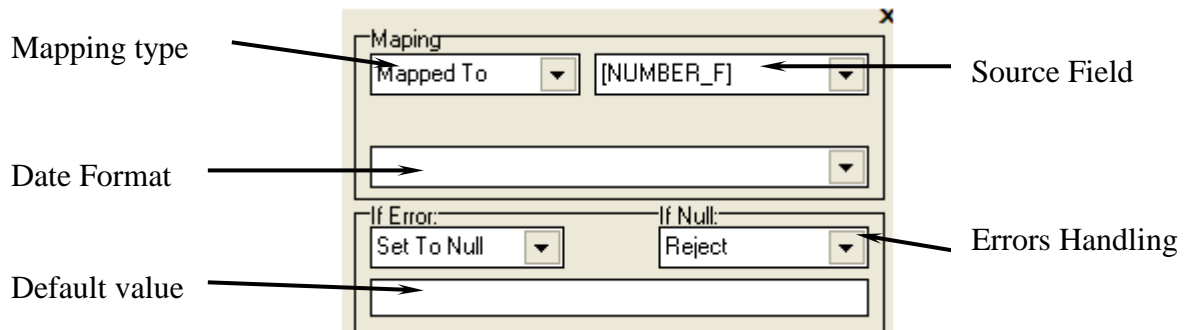 x
Maping
Mapping type
Mapped To
[NUMBER_F]
Source Field
Date Format
If Error:
If Null:
Set To Null
Reject
Errors Handling
Default value